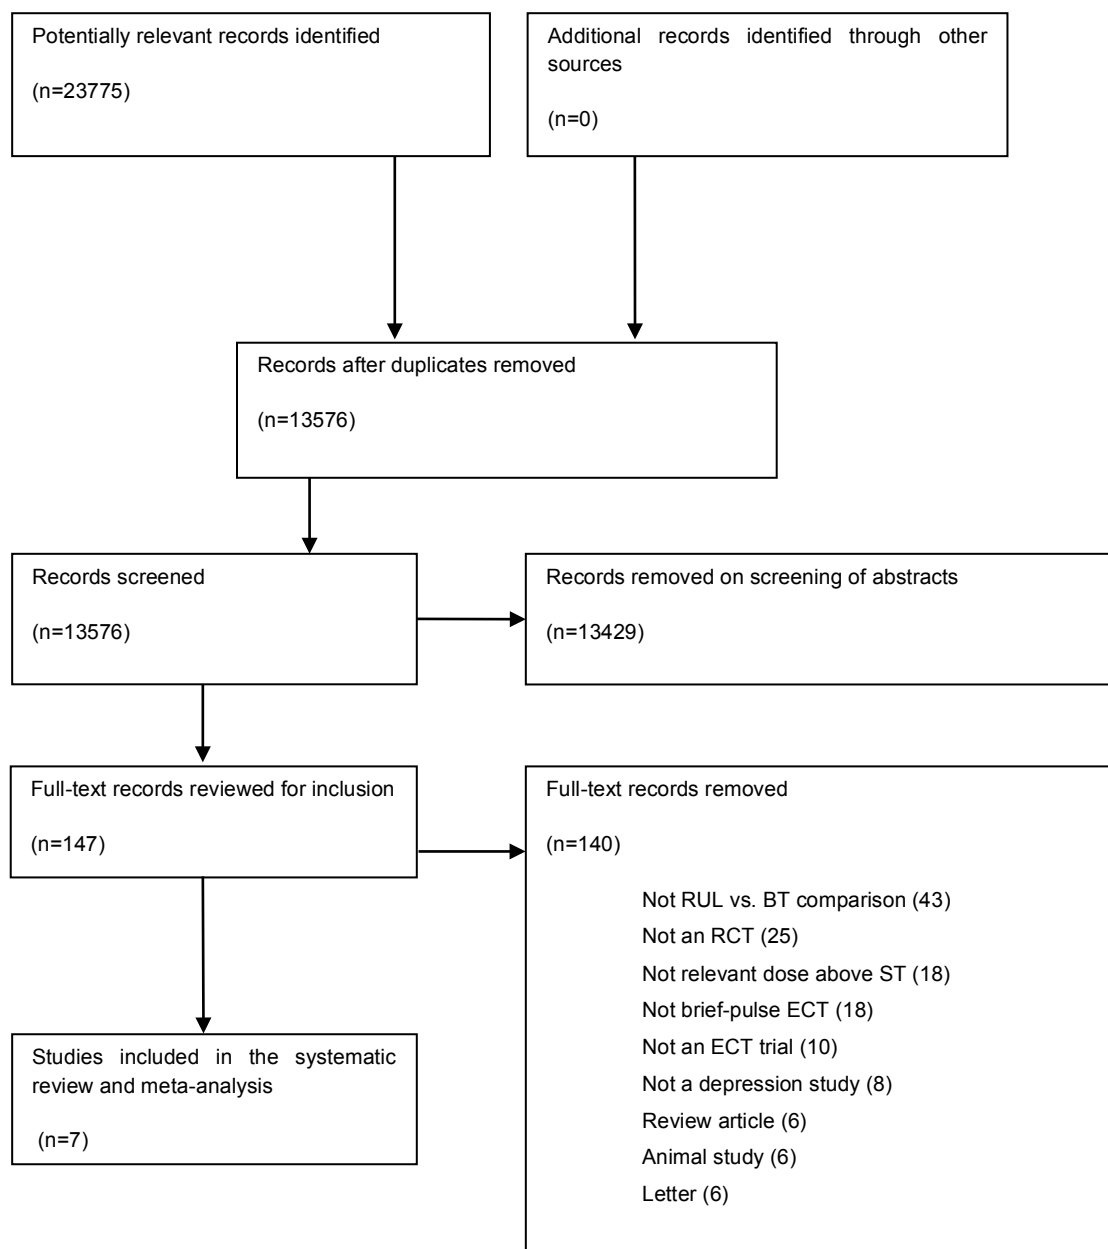 Potentially relevant records identified
(n=23775)
Additional records identified through other
sources
(n=0)
Records after duplicates removed
(n=13576)
Records screened
(n=13576)
Records removed on screening of abstracts
(n=13429)
Full-text records reviewed for inclusion
(n=147)
Full-text records removed
(n=140)
Not RUL vs. BT comparison (43)
Not an RCT (25)
Not relevant dose above ST (18)
Not brief-pulse ECT (18)
Not an ECT trial (10)
Not a depression study (8)
Review article (6)
Animal study (6)
Letter (6)
Studies included in the systematic
review and meta-analysis
(n=7)